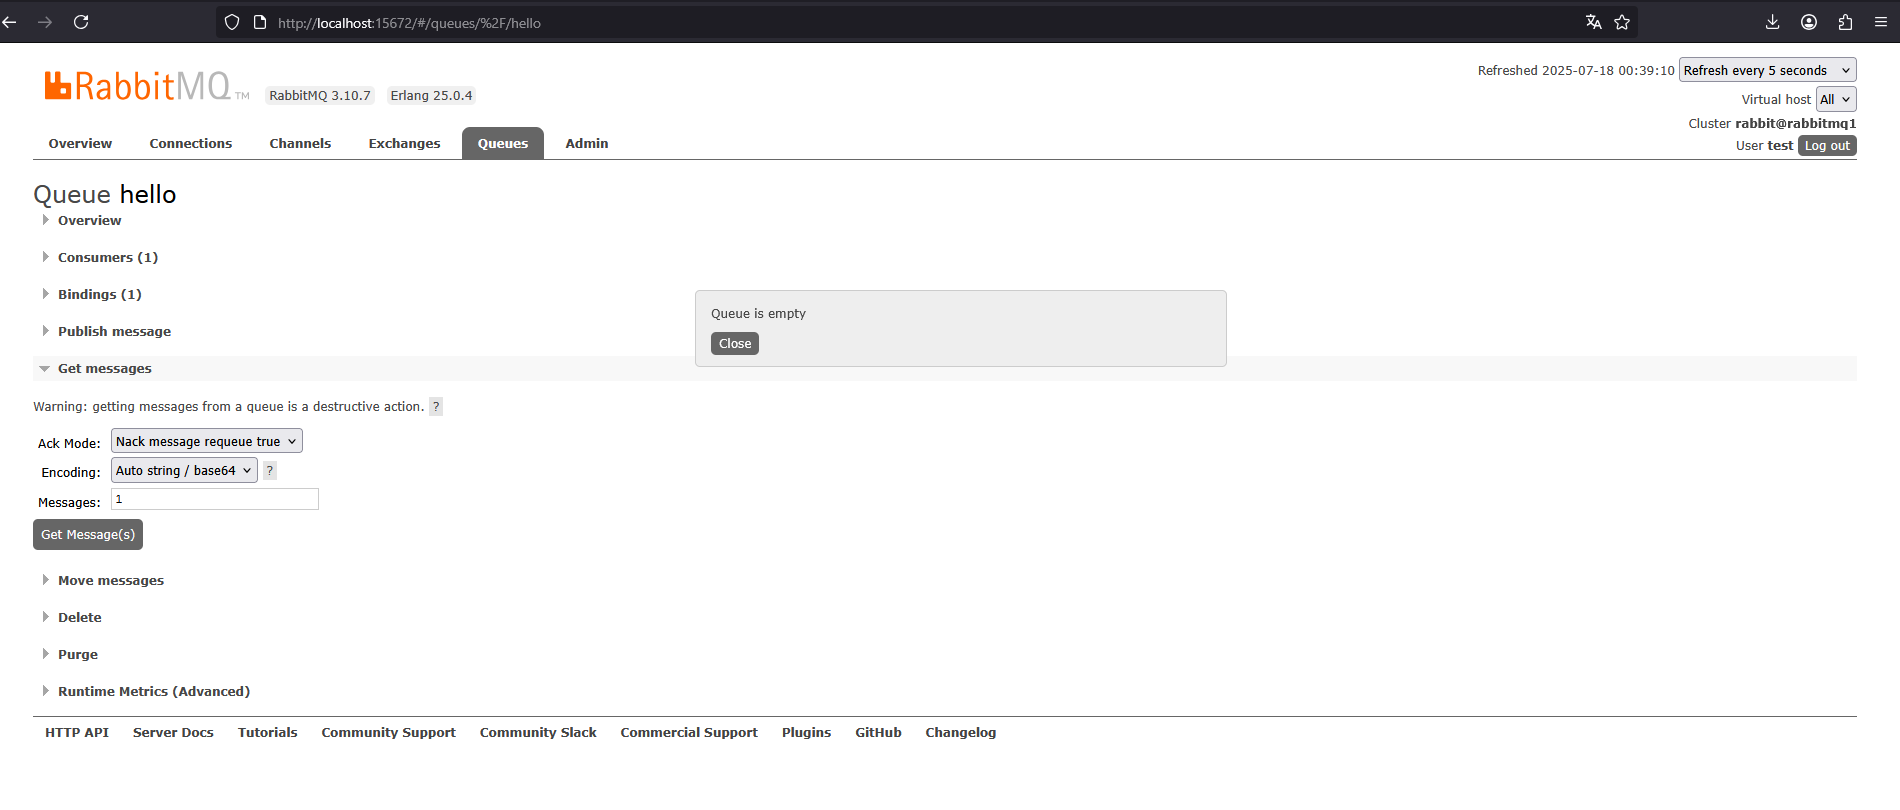 http://localhost:15672/#/queues/%2F/hello
RabbitMQ TM RabbitMQ 3.10.7 Erlang 25.0.4
Refreshed 2025-07-18 00:39:10 Refresh every 5 seconds
Virtual host All
Cluster rabbit@rabbitmq1
User test Log out
Overview Connections Channels Exchanges Queues Admin
Queue hello
Overview
Consumers (1)
Bindings (1)
Publish message
Queue is empty
Close
Get messages
Warning: getting messages from a queue is a destructive action. ?
Ack Mode: Nack message requeue true
Encoding: Auto string / base64 ?
Messages: 1
Get Message(s)
Move messages
Delete
Purge
Runtime Metrics (Advanced)
HTTP API Server Docs Tutorials Community Support Community Slack Commercial Support Plugins GitHub Changelog